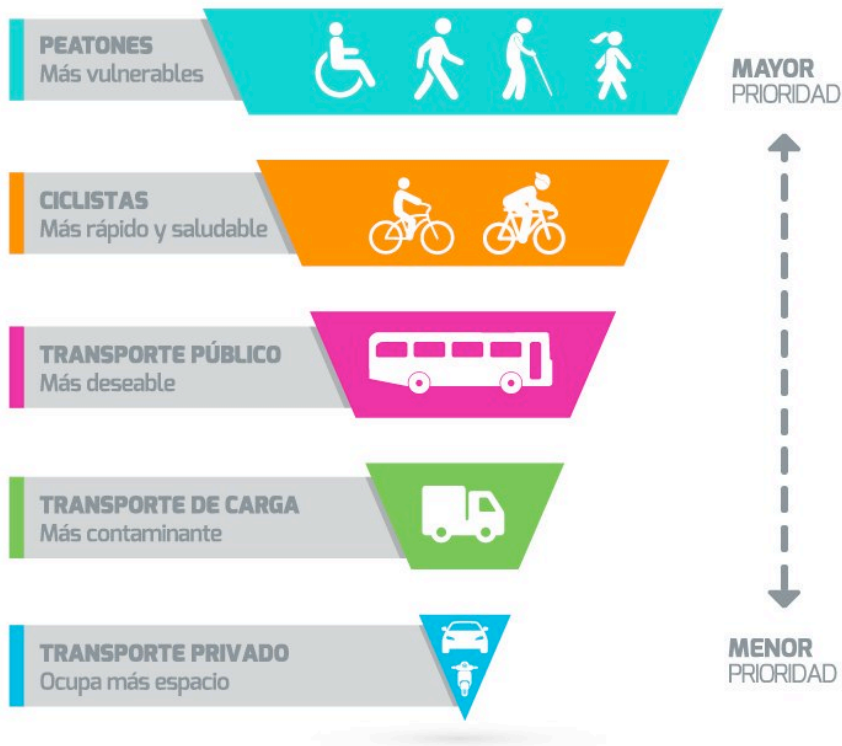 PEATONES
Más vulnerables
MAYOR
PRIORIDAD
CICLISTAS
Más rápido y saludable
TRANSPORTE PÚBLICO
Más deseable
TRANSPORTE DE CARGA
Más contaminante
TRANSPORTE PRIVADO
Ocupa más espacio
MENOR
PRIORIDAD